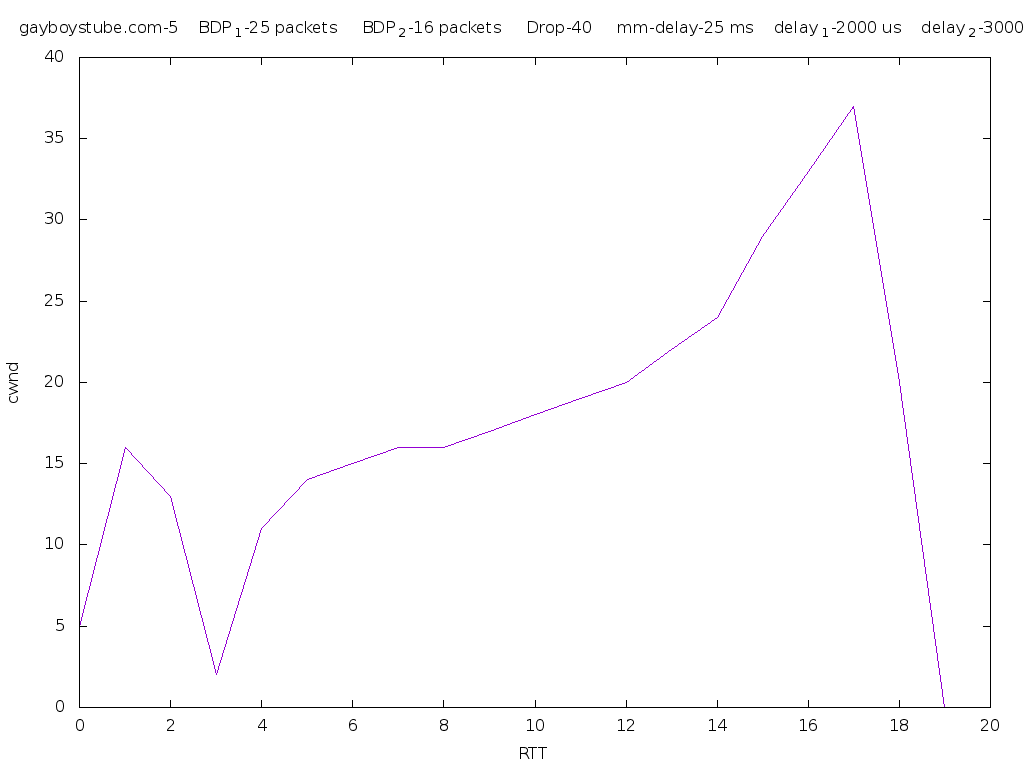 gayboystube.com-5 BDP1-25 packets BDP2-16 packets Drop-40 mm-delay-25 ms delay1-2000 us delay2-3000
40
35
30
25
20
15
10
5
0
cwnd
0 2 4 6 8 10 12 14 16 18 20
RTT